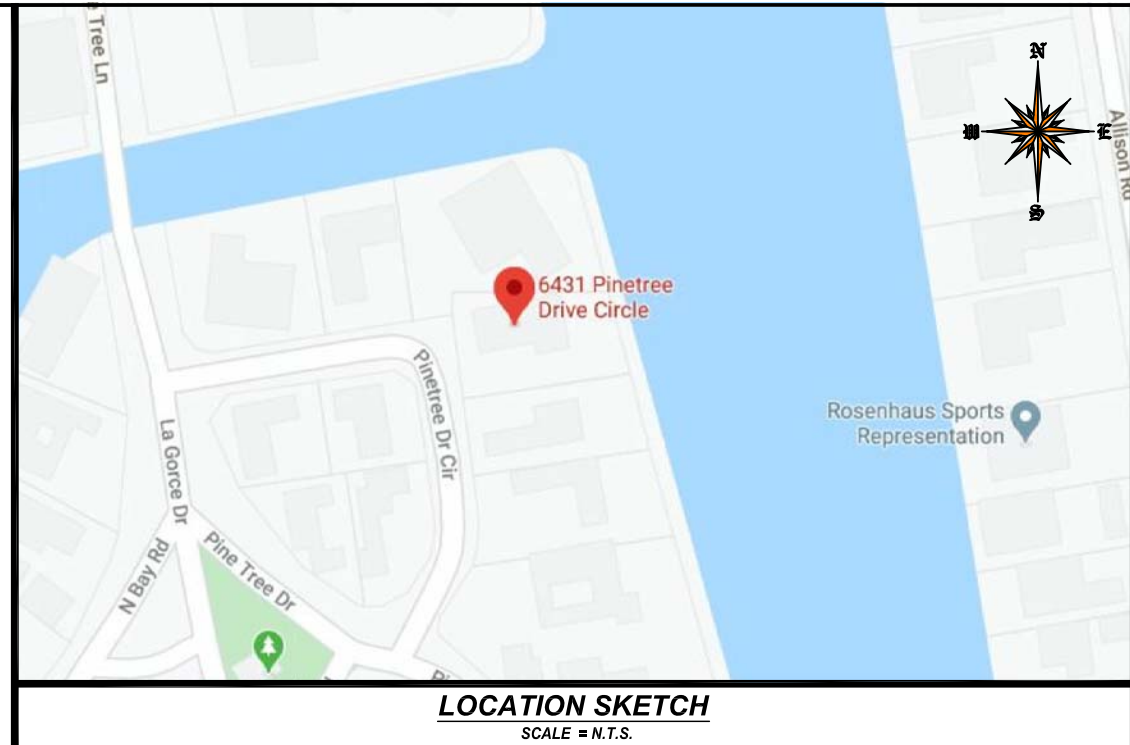 Tree Ln
N
W
E
S
Allison Rd
6431 Pinetree
Drive Circle
Pinetree Dr Cir
Rosenhaus Sports
Representation
La Gorce Dr
N Bay Rd
Pine Tree Dr
LOCATION SKETCH
SCALE = N.T.S.